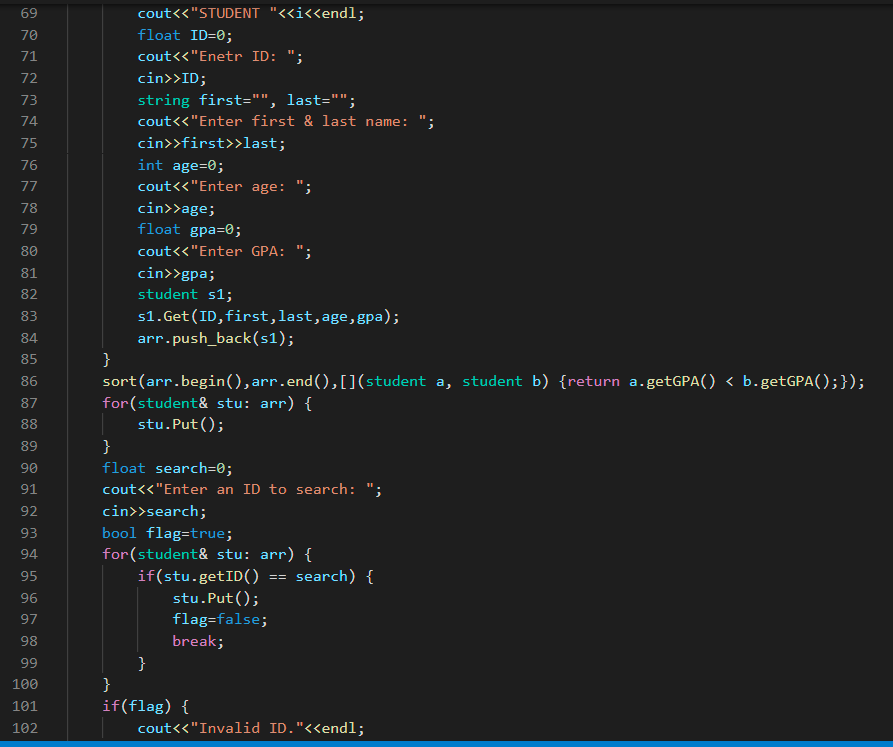 69 cout<<"STUDENT "<<i<<endl;
70 float ID=0;
71 cout<<"Enetr ID: ";
72 cin>>ID;
73 string first="", last="";
74 cout<<"Enter first & last name: ";
75 cin>>first>>last;
76 int age=0;
77 cout<<"Enter age: ";
78 cin>>age;
79 float gpa=0;
80 cout<<"Enter GPA: ";
81 cin>>gpa;
82 student s1;
83 s1.Get(ID,first,last,age,gpa);
84 arr.push_back(s1);
85 }
86 sort(arr.begin(),arr.end(),[](student a, student b) {return a.getGPA() < b.getGPA();});
87 for(student& stu: arr) {
88 stu.Put();
89 }
90 float search=0;
91 cout<<"Enter an ID to search: ";
92 cin>>search;
93 bool flag=true;
94 for(student& stu: arr) {
95 if(stu.getID() == search) {
96 stu.Put();
97 flag=false;
98 break;
99 }
100 }
101 if(flag) {
102 cout<<"Invalid ID."<<endl;